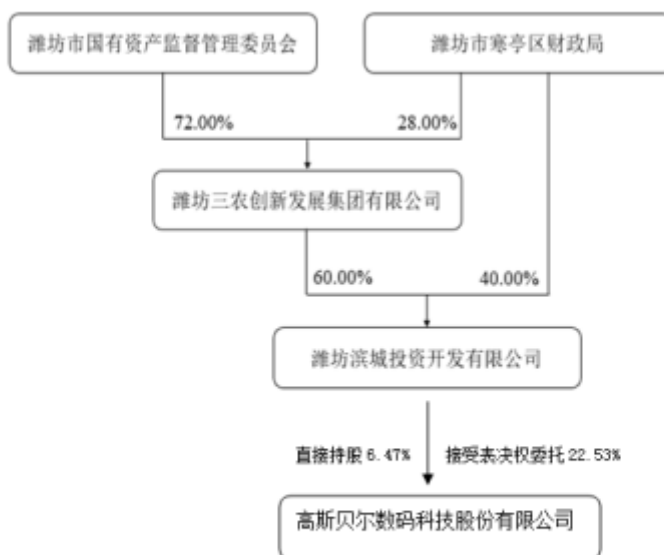 潍坊市国有资产监督管理委员会
潍坊市寒亭区财政局
72.00%
28.00%
潍坊三农创新发展集团有限公司
60.00%
40.00%
潍坊滨城投资开发有限公司
直接持股 6.47%
接受表决权委托 22.53%
高斯贝尔数码科技股份有限公司